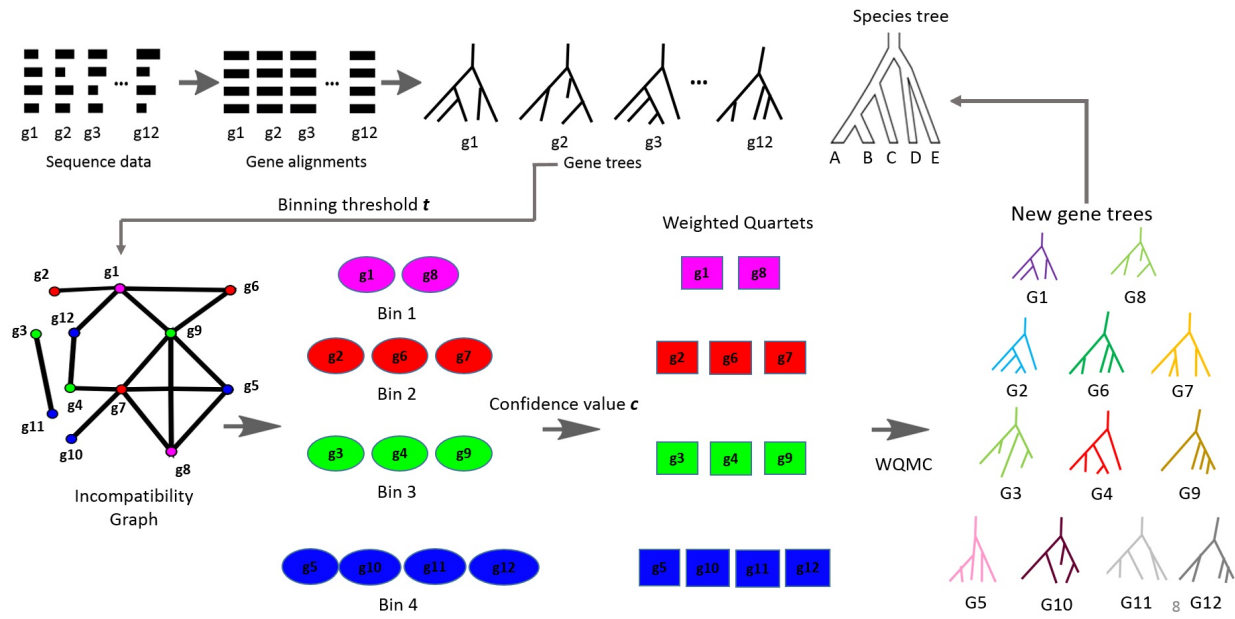 Species tree
...
...
g1 g2 g3 g12
g1 g2 g3 g12
g1 g2 g3 g12
A B C D E
Sequence data
Gene alignments
Gene trees
Binning threshold t
Weighted Quartets
New gene trees
g2 g1 g6
g3 g12 g9
g4 g7 g5
g11 g10 g8
Incompatibility
Graph
g1 g8
Bin 1
g2 g6 g7
Bin 2
g3 g4 g9
Bin 3
g5 g10 g11 g12
Bin 4
Confidence value c
g1 g8
g2 g6 g7
g3 g4 g9
g5 g10 g11 g12
WQMC
G1 G8
G2 G6 G7
G3 G4 G9
G5 G10 G11 8 G12